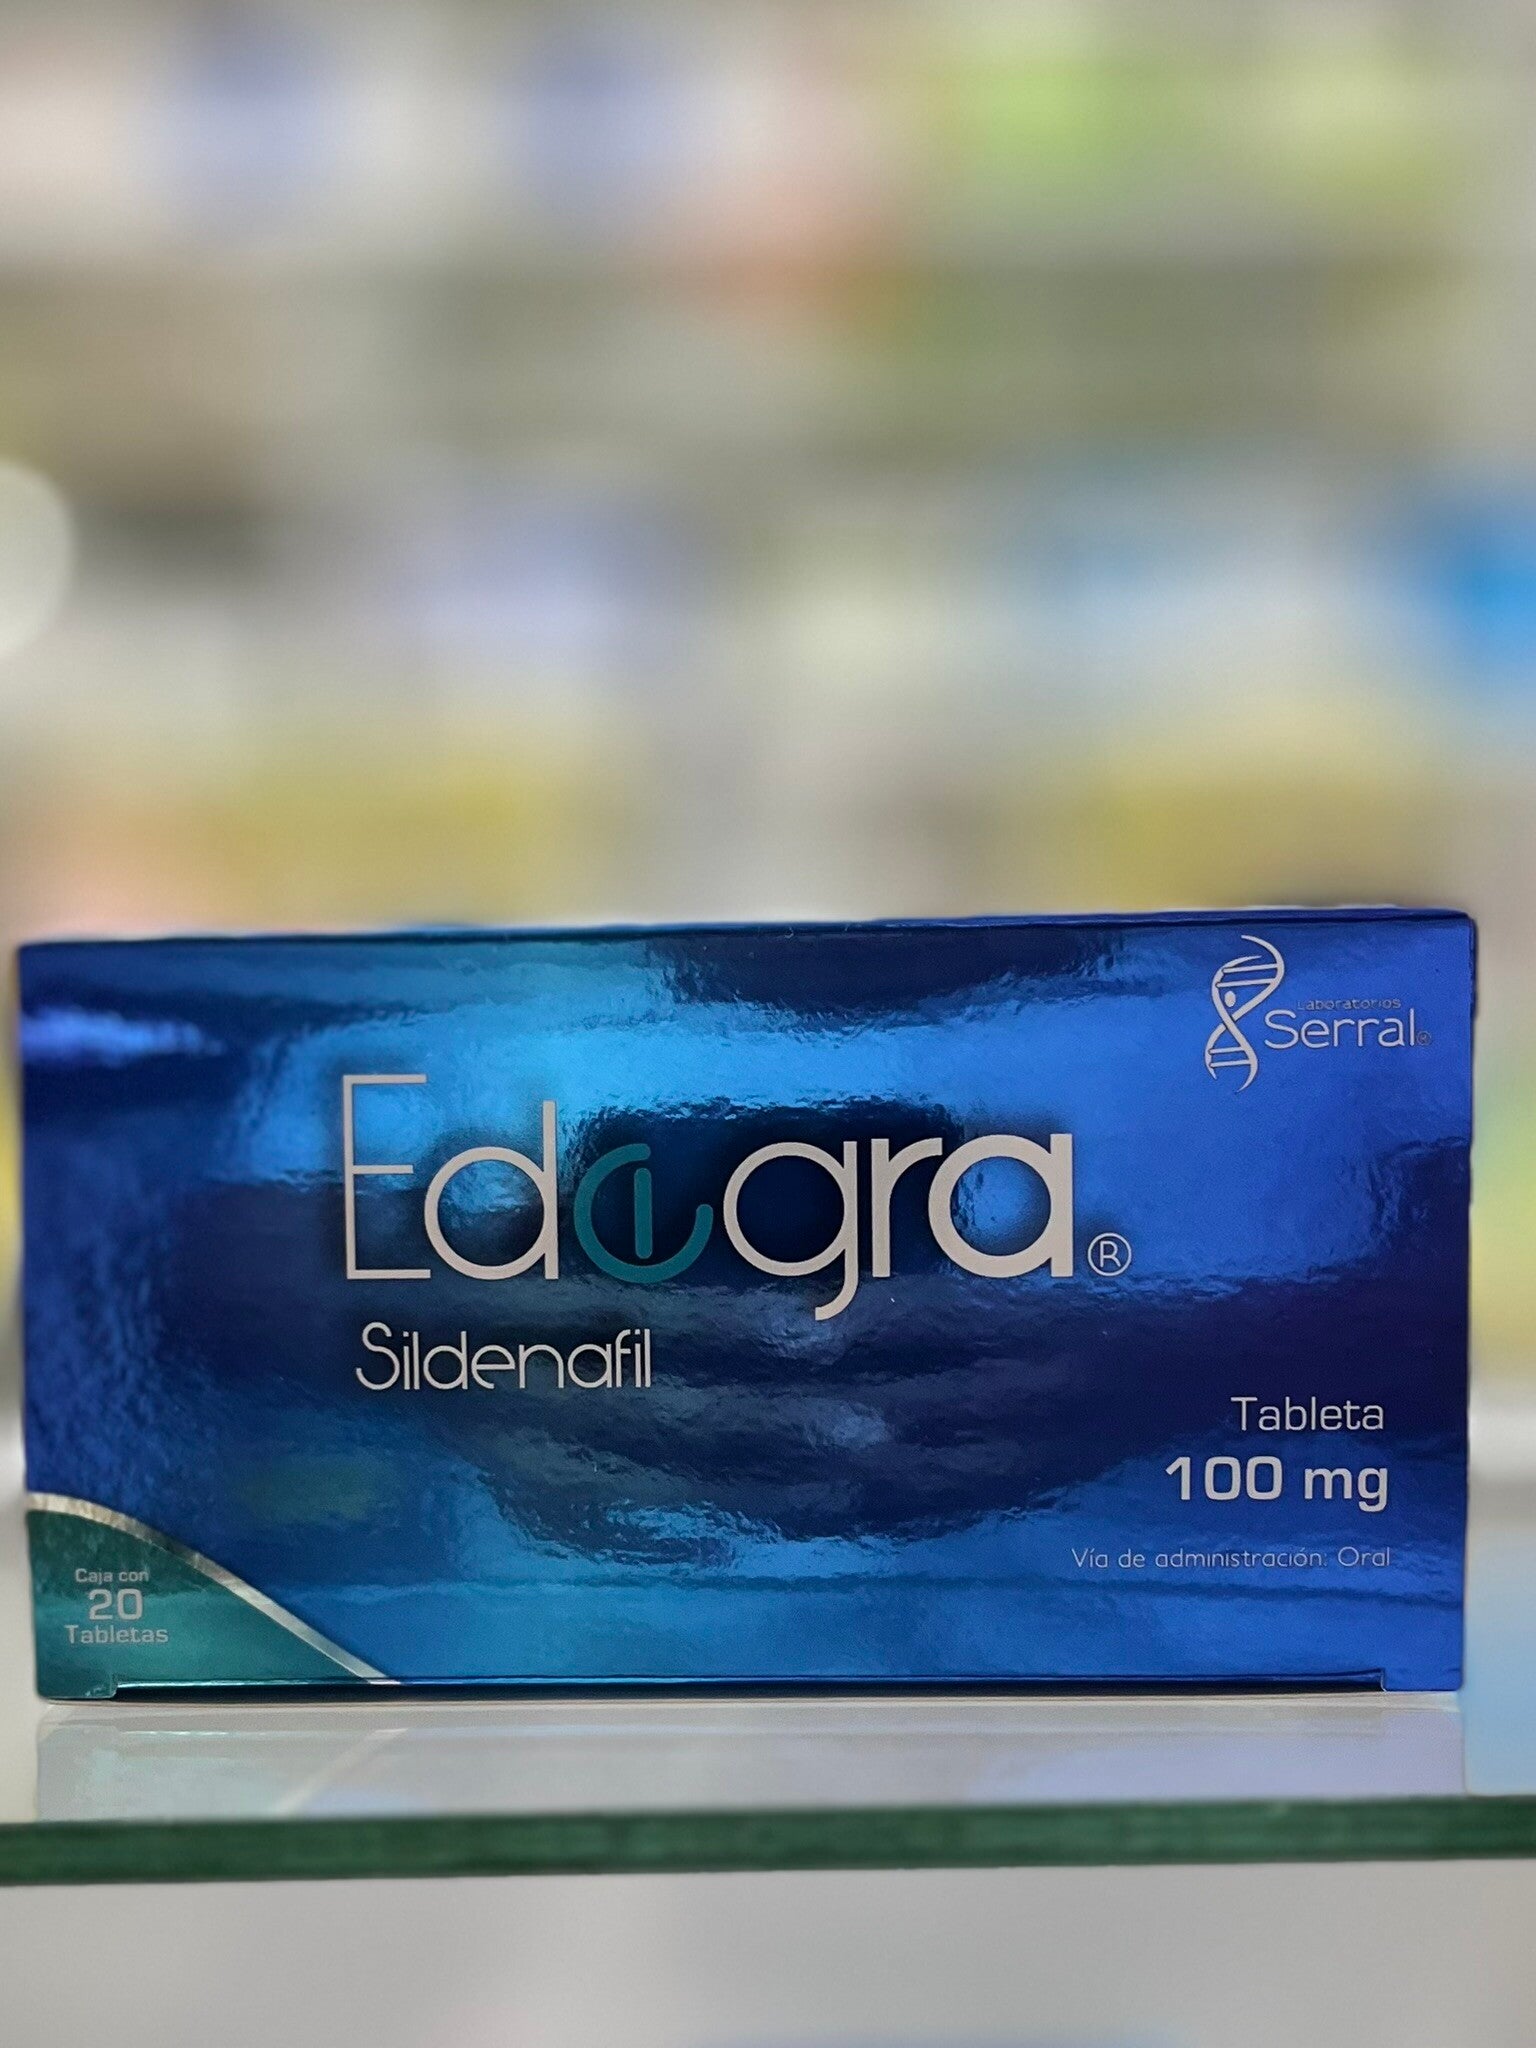 Laboratorios
Serral®
Edigra®
Sildenafil
Tableta
100 mg
Vía de administración: Oral
Caja con
20
Tabletas